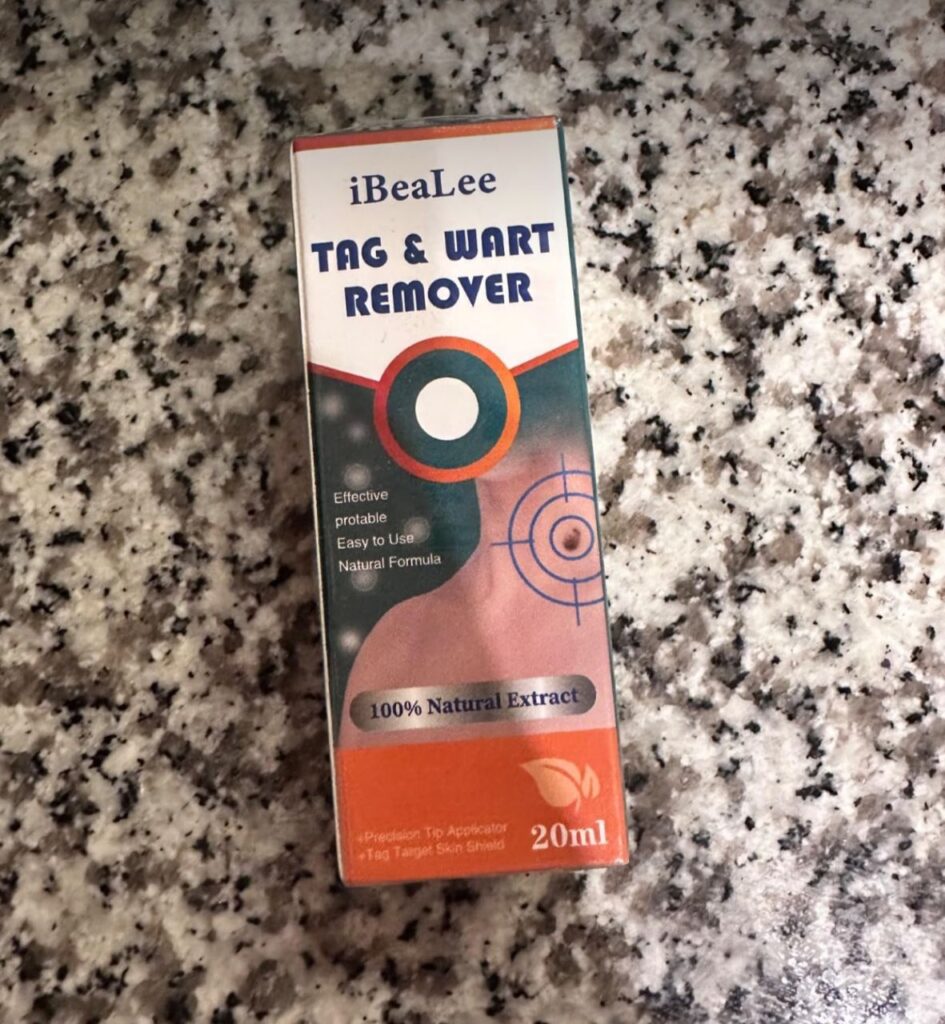 iBeaLee
TAG & WART
REMOVER
Effective
protable
Easy to Use
Natural Formula
100% Natural Extract
+Precision Tip Applicator
+Tag Target Skin Shield
20ml